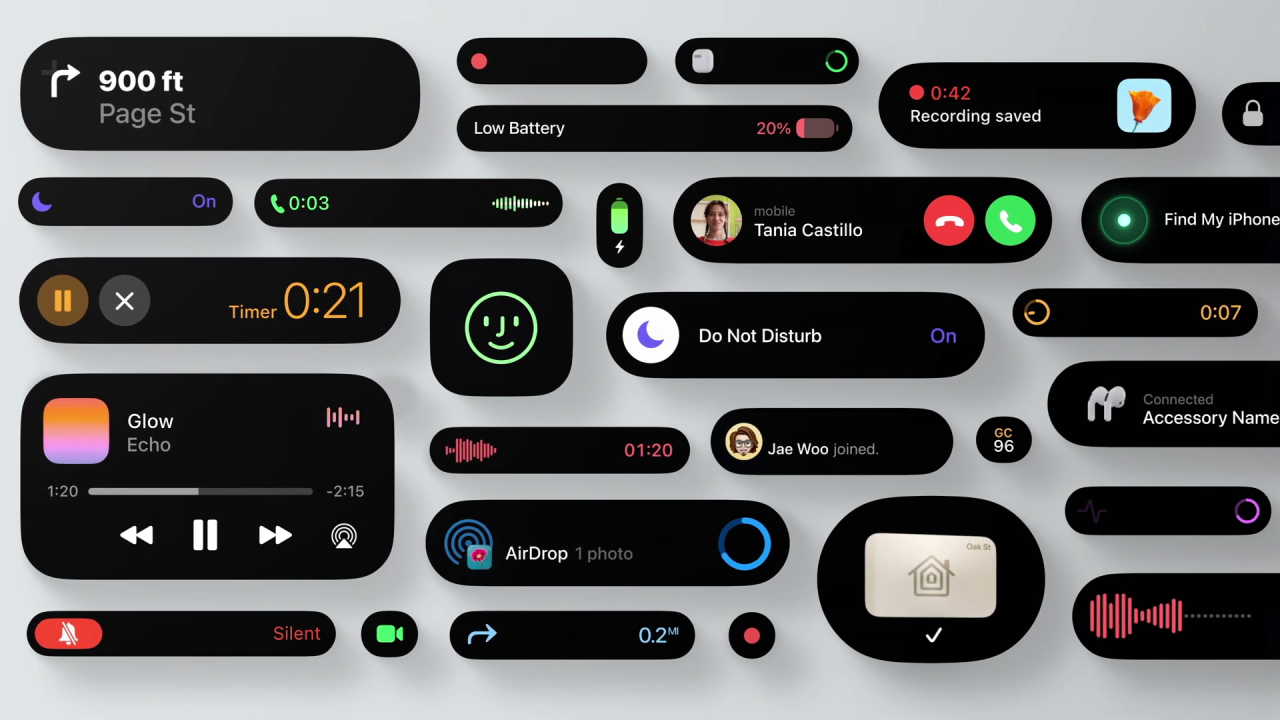 900 ft
Page St
Low Battery
20%
0:42
Recording saved
On
0:03
mobile
Tania Castillo
Find My iPhone
Timer 0:21
Do Not Disturb
On
0:07
Glow
Echo
1:20
-2:15
01:20
Jae Woo joined.
GC
96
Connected
Accessory Name
AirDrop 1 photo
Oak St
Silent
0.2 MI